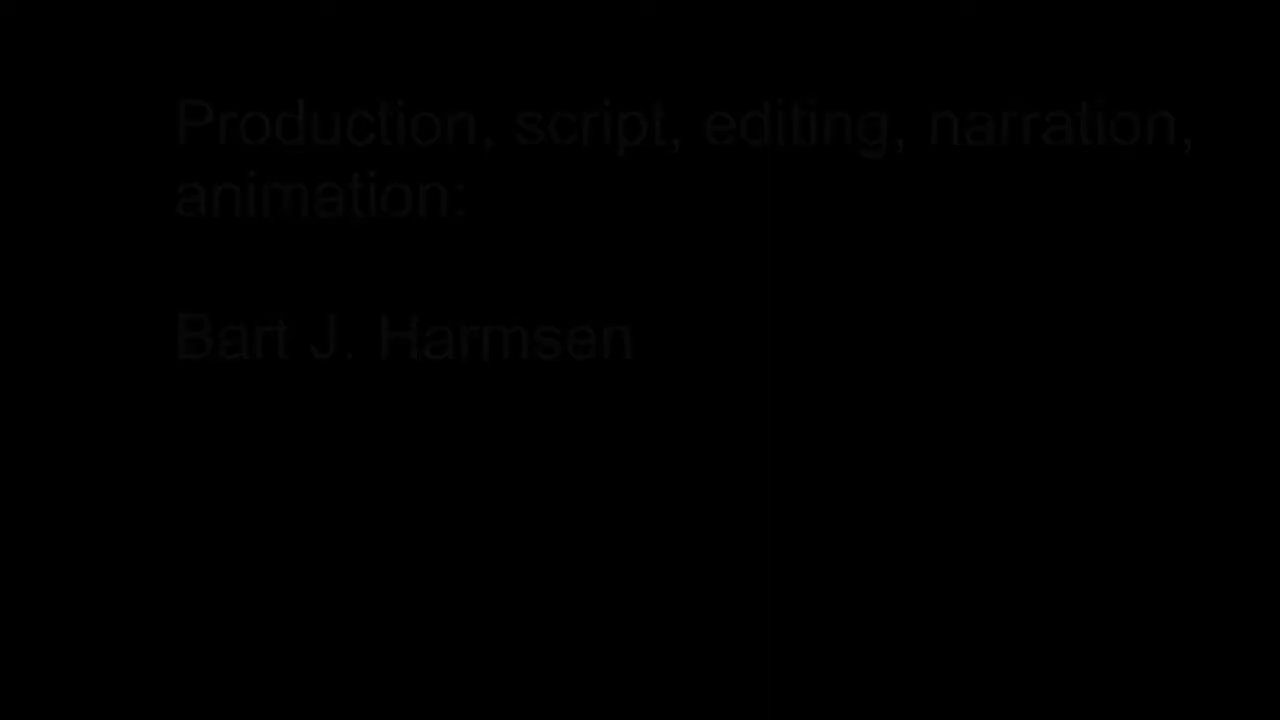 Production, script, editing, narration,
animation:
Bart J. Harmsen